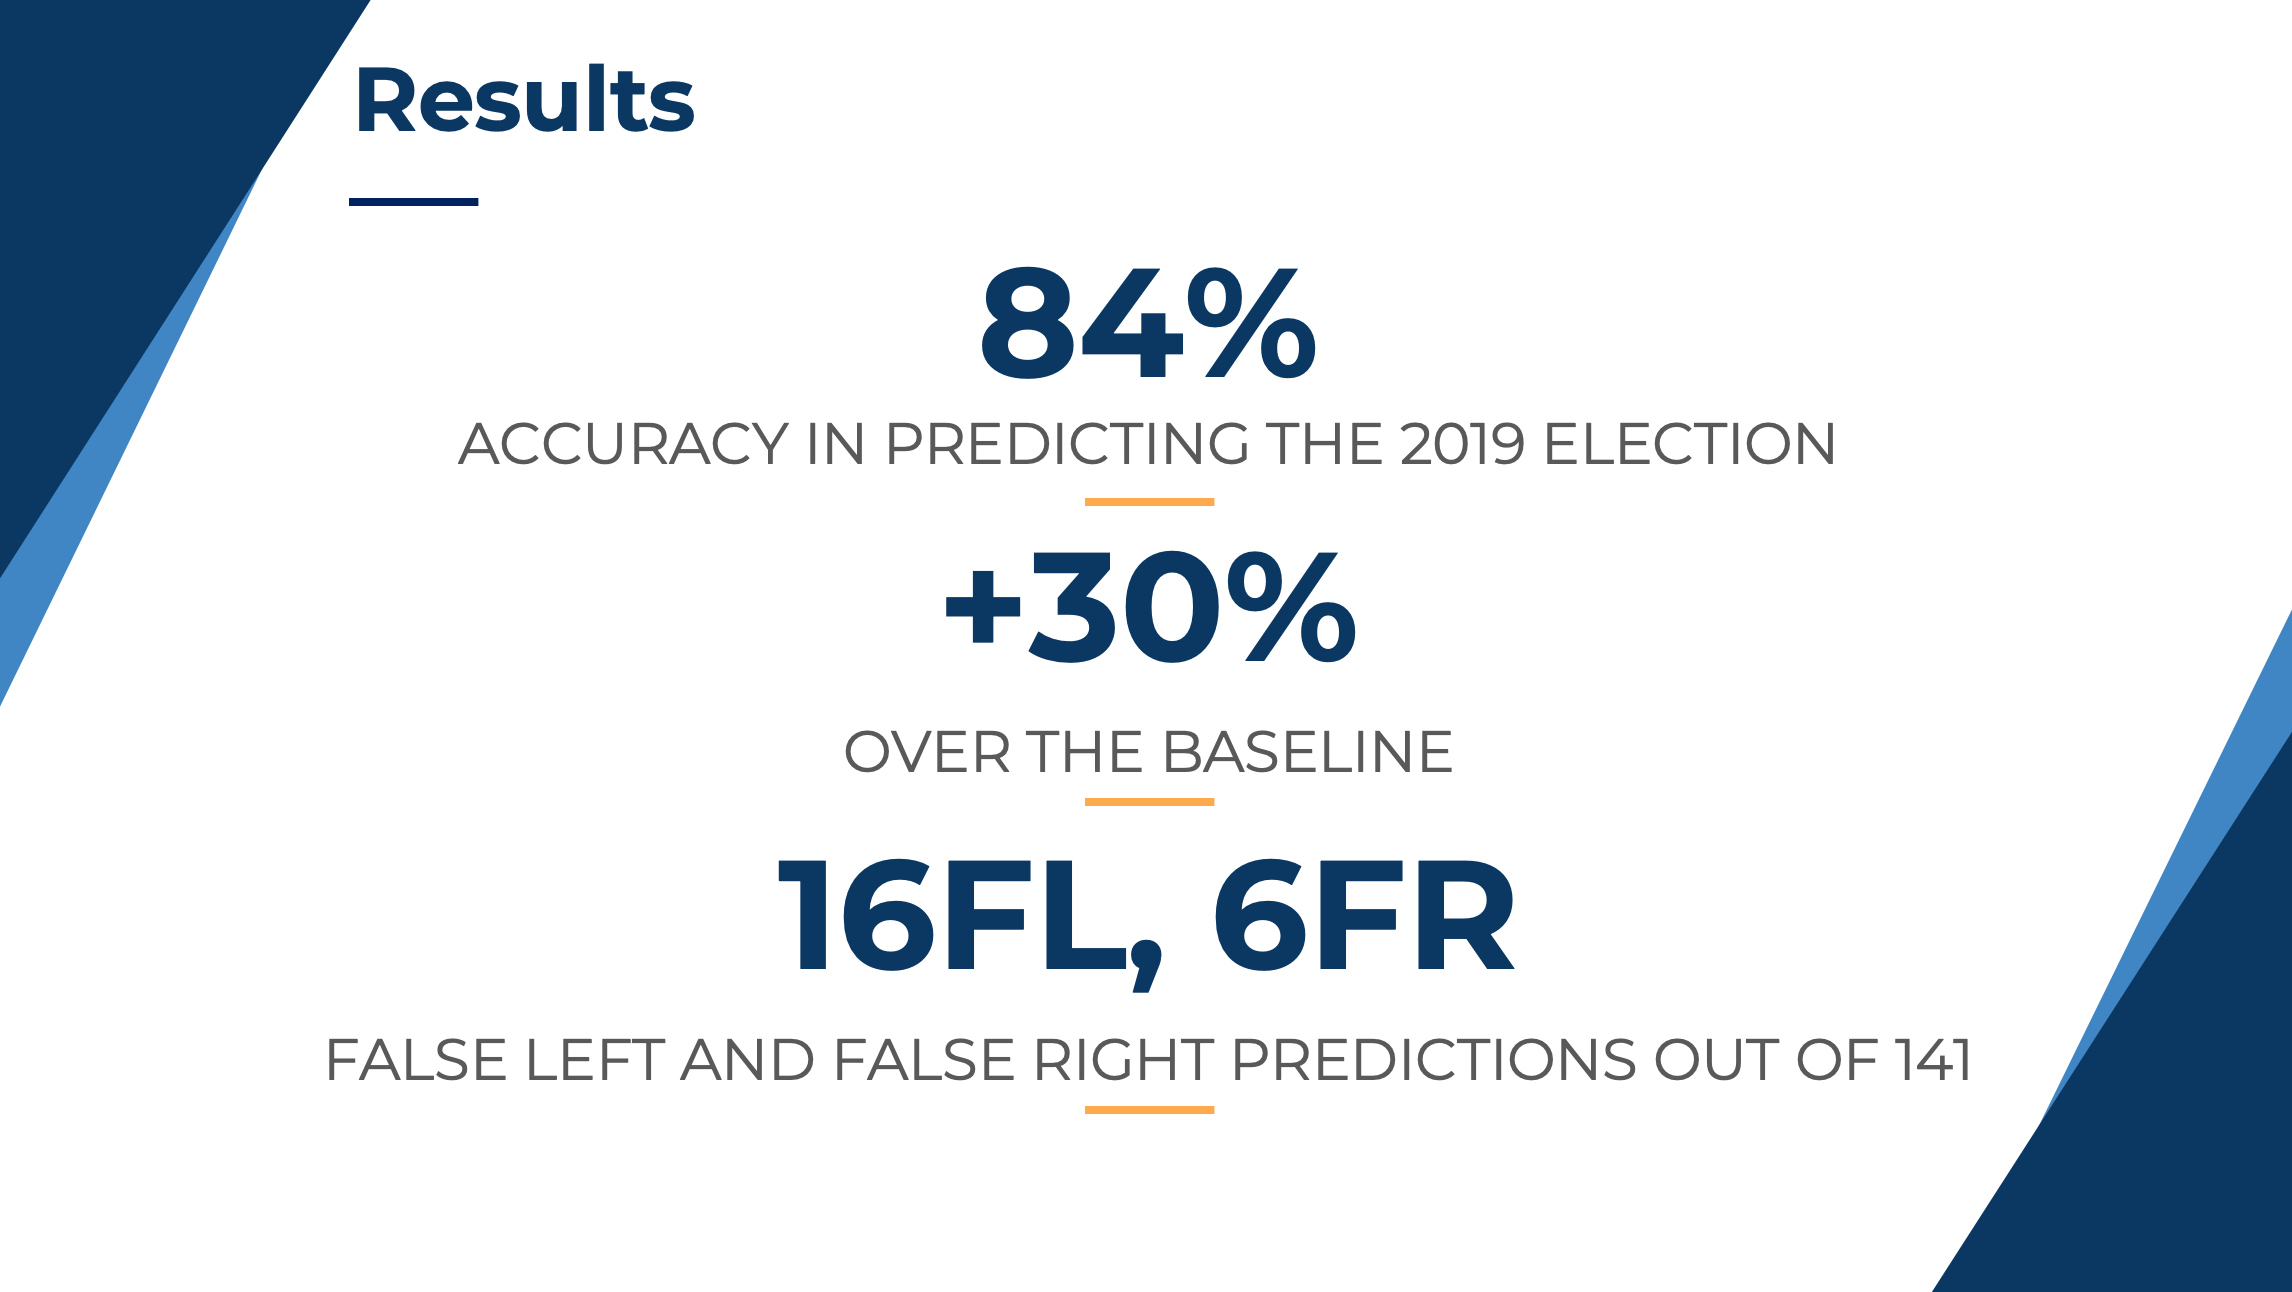 Results
84%
ACCURACY IN PREDICTING THE 2019 ELECTION
+30%
OVER THE BASELINE
16FL, 6FR
FALSE LEFT AND FALSE RIGHT PREDICTIONS OUT OF 141